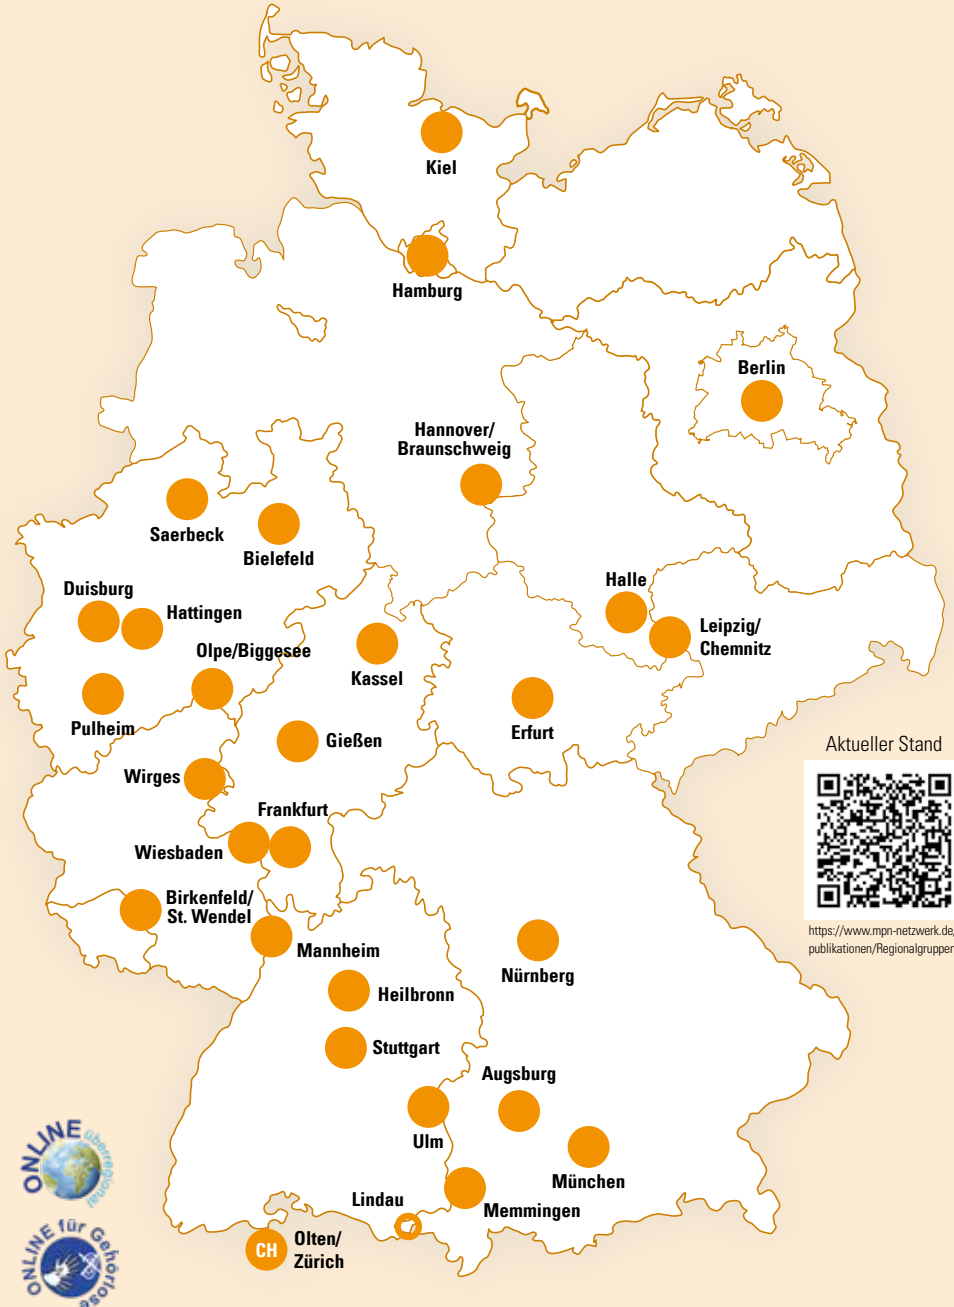 Kiel
Hamburg
Berlin
Hannover/
Braunschweig
Saerbeck
Bielefeld
Duisburg
Hattingen
Halle
Leipzig/
Chemnitz
Olpe/Biggesee
Kassel
Pulheim
Erfurt
Gießen
Aktueller Stand
Wirges
Frankfurt
Wiesbaden
Birkenfeld/
St. Wendel
https://www.mpn-netzwerk.de/
publikationen/Regionalgruppen
Mannheim
Nürnberg
Heilbronn
Stuttgart
Augsburg
Ulm
München
Memmingen
Lindau
CH
Olten/
Zürich
ONLINE
überregional
ONLINE für Gehörlose